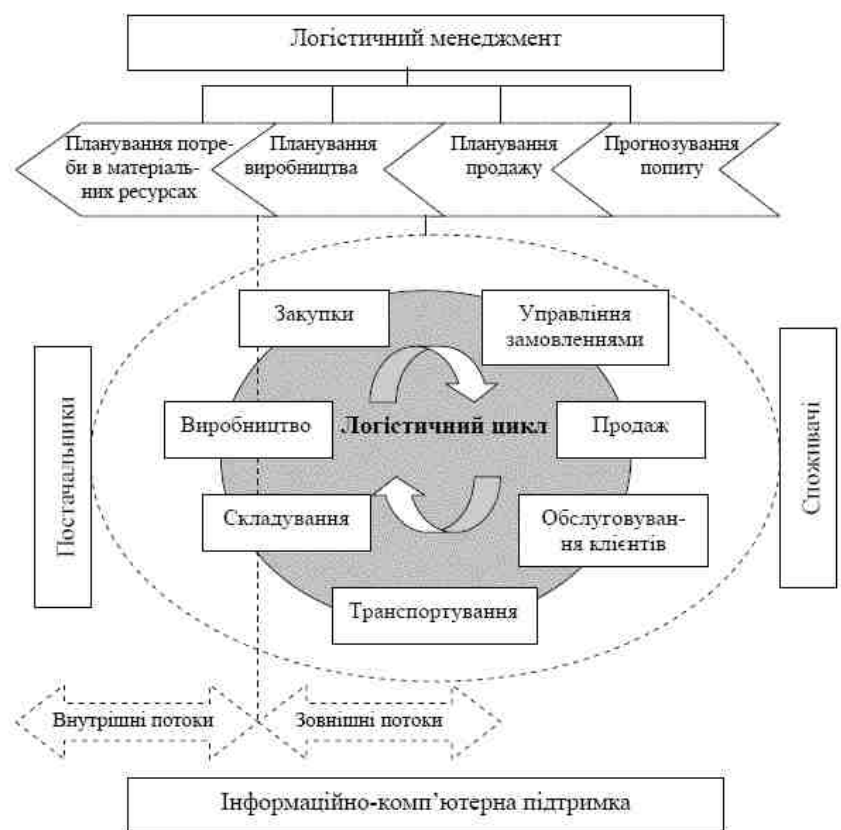 Логістичний менеджмент
Планування потре-
би в матеріаль-
них ресурсах
Планування
виробництва
Планування
продажу
Прогнозування
попиту
Закупки
Управління
замовленнями
Постачальники
Виробництво
Логістичний цикл
Продаж
Споживачі
Складування
Обслуговуван-
ня клієнтів
Транспортування
Внутрішні потоки
Зовнішні потоки
Інформаційно-комп’ютерна підтримка